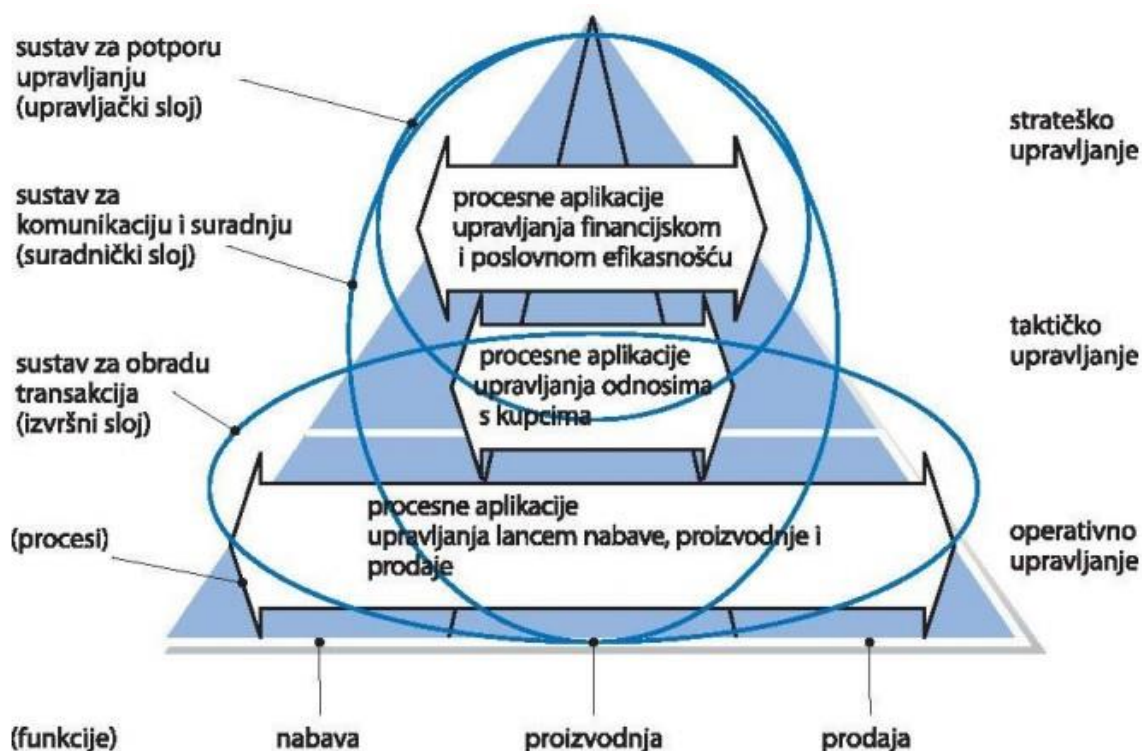 sustav za potporu
upravljanju
(upravljački sloj)
strateško
upravljanje
sustav za
komunikaciju i suradnju
(suradnički sloj)
procesne aplikacije
upravljanja financijskom
i poslovnom efikasnošću
taktičko
upravljanje
sustav za obradu
transakcija
(izvršni sloj)
procesne aplikacije
upravljanja odnosima
s kupcima
(procesi)
procesne aplikacije
upravljanja lancem nabave, proizvodnje i
prodaje
operativno
upravljanje
(funkcije)
nabava
proizvodnja
prodaja